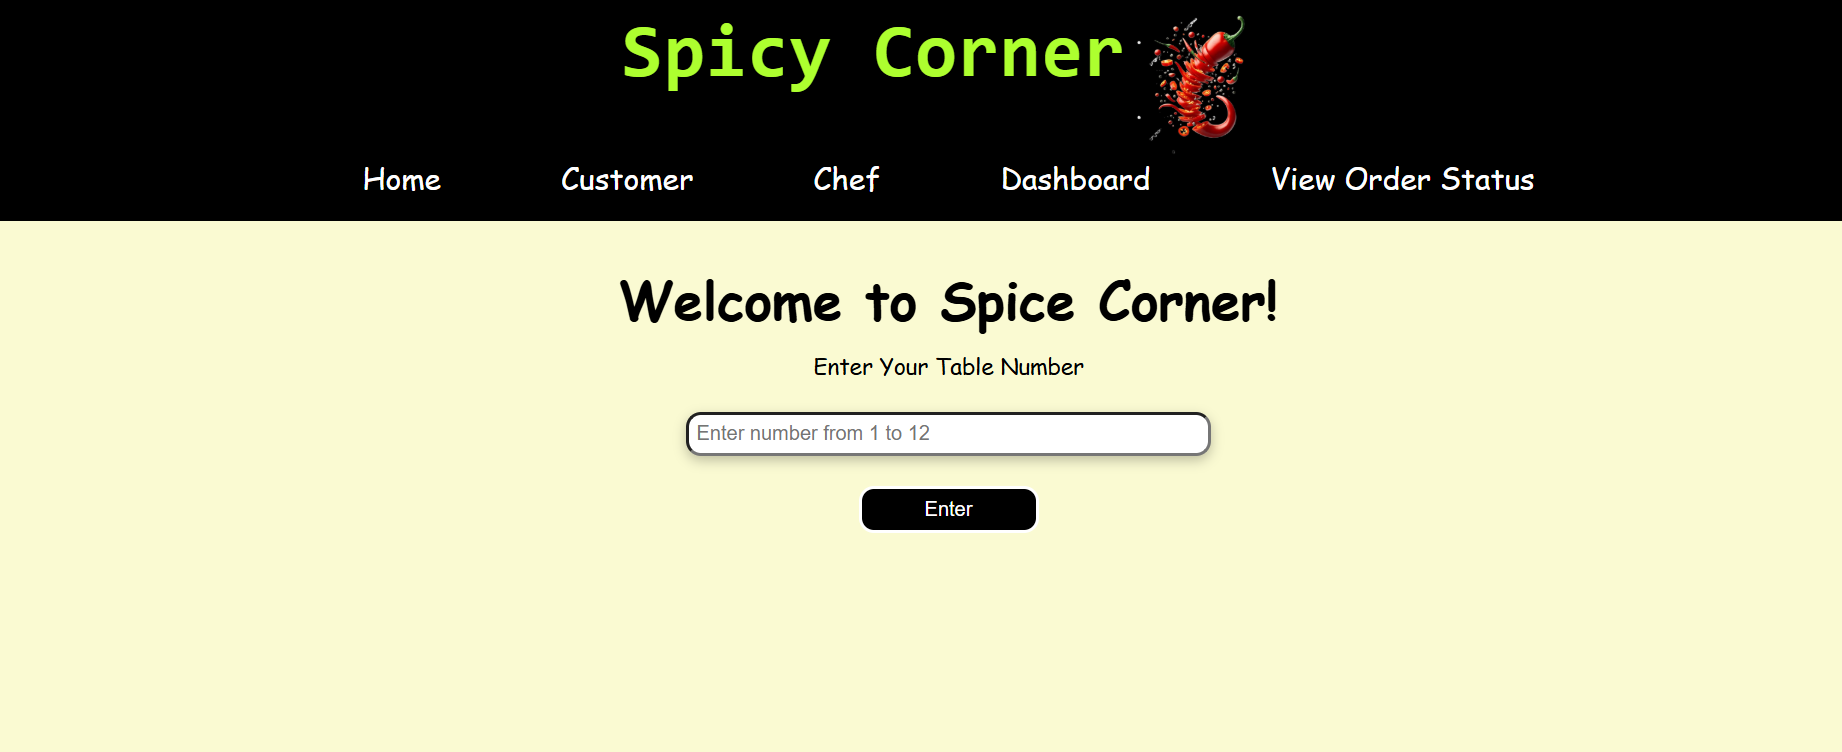 Spicy Corner
Home Customer Chef Dashboard View Order Status
Welcome to Spice Corner!
Enter Your Table Number
Enter number from 1 to 12
Enter